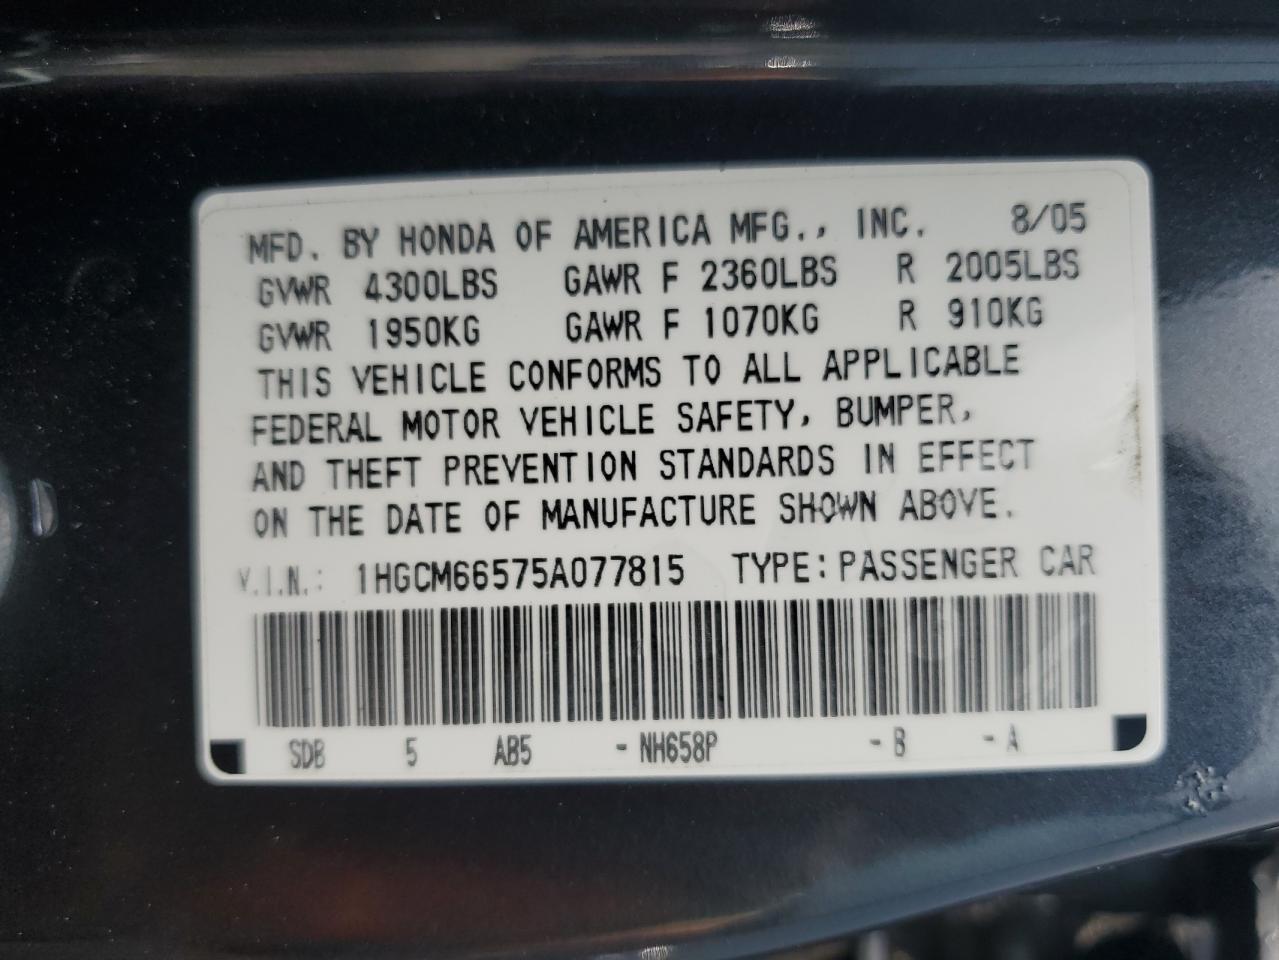 MFD. BY HONDA OF AMERICA MFG., INC. 8/05
GVWR 4300LBS GAWR F 2360LBS R 2005LBS
GVWR 1950KG GAWR F 1070KG R 910KG
THIS VEHICLE CONFORMS TO ALL APPLICABLE
FEDERAL MOTOR VEHICLE SAFETY, BUMPER,
AND THEFT PREVENTION STANDARDS IN EFFECT
ON THE DATE OF MANUFACTURE SHOWN ABOVE.
V.I.N.: 1HGCM66575A077815 TYPE: PASSENGER CAR
SDB 5 AB5 - NH658P - B - A